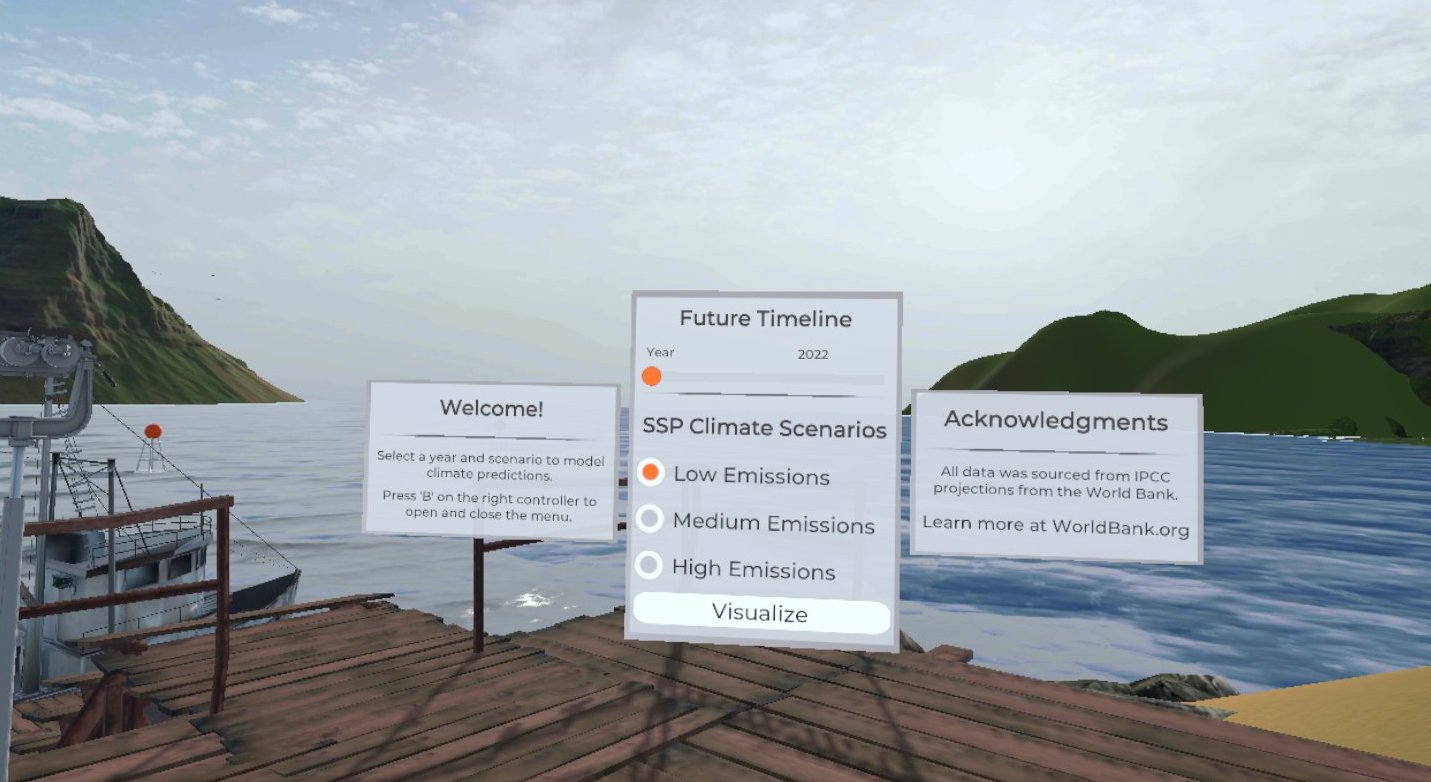 Welcome!
Select a year and scenario to model
climate predictions.
Press 'B' on the right controller to
open and close the menu.
Future Timeline
Year 2022
SSP Climate Scenarios
Low Emissions
Medium Emissions
High Emissions
Visualize
Acknowledgments
All data was sourced from IPCC
projections from the World Bank.
Learn more at WorldBank.org